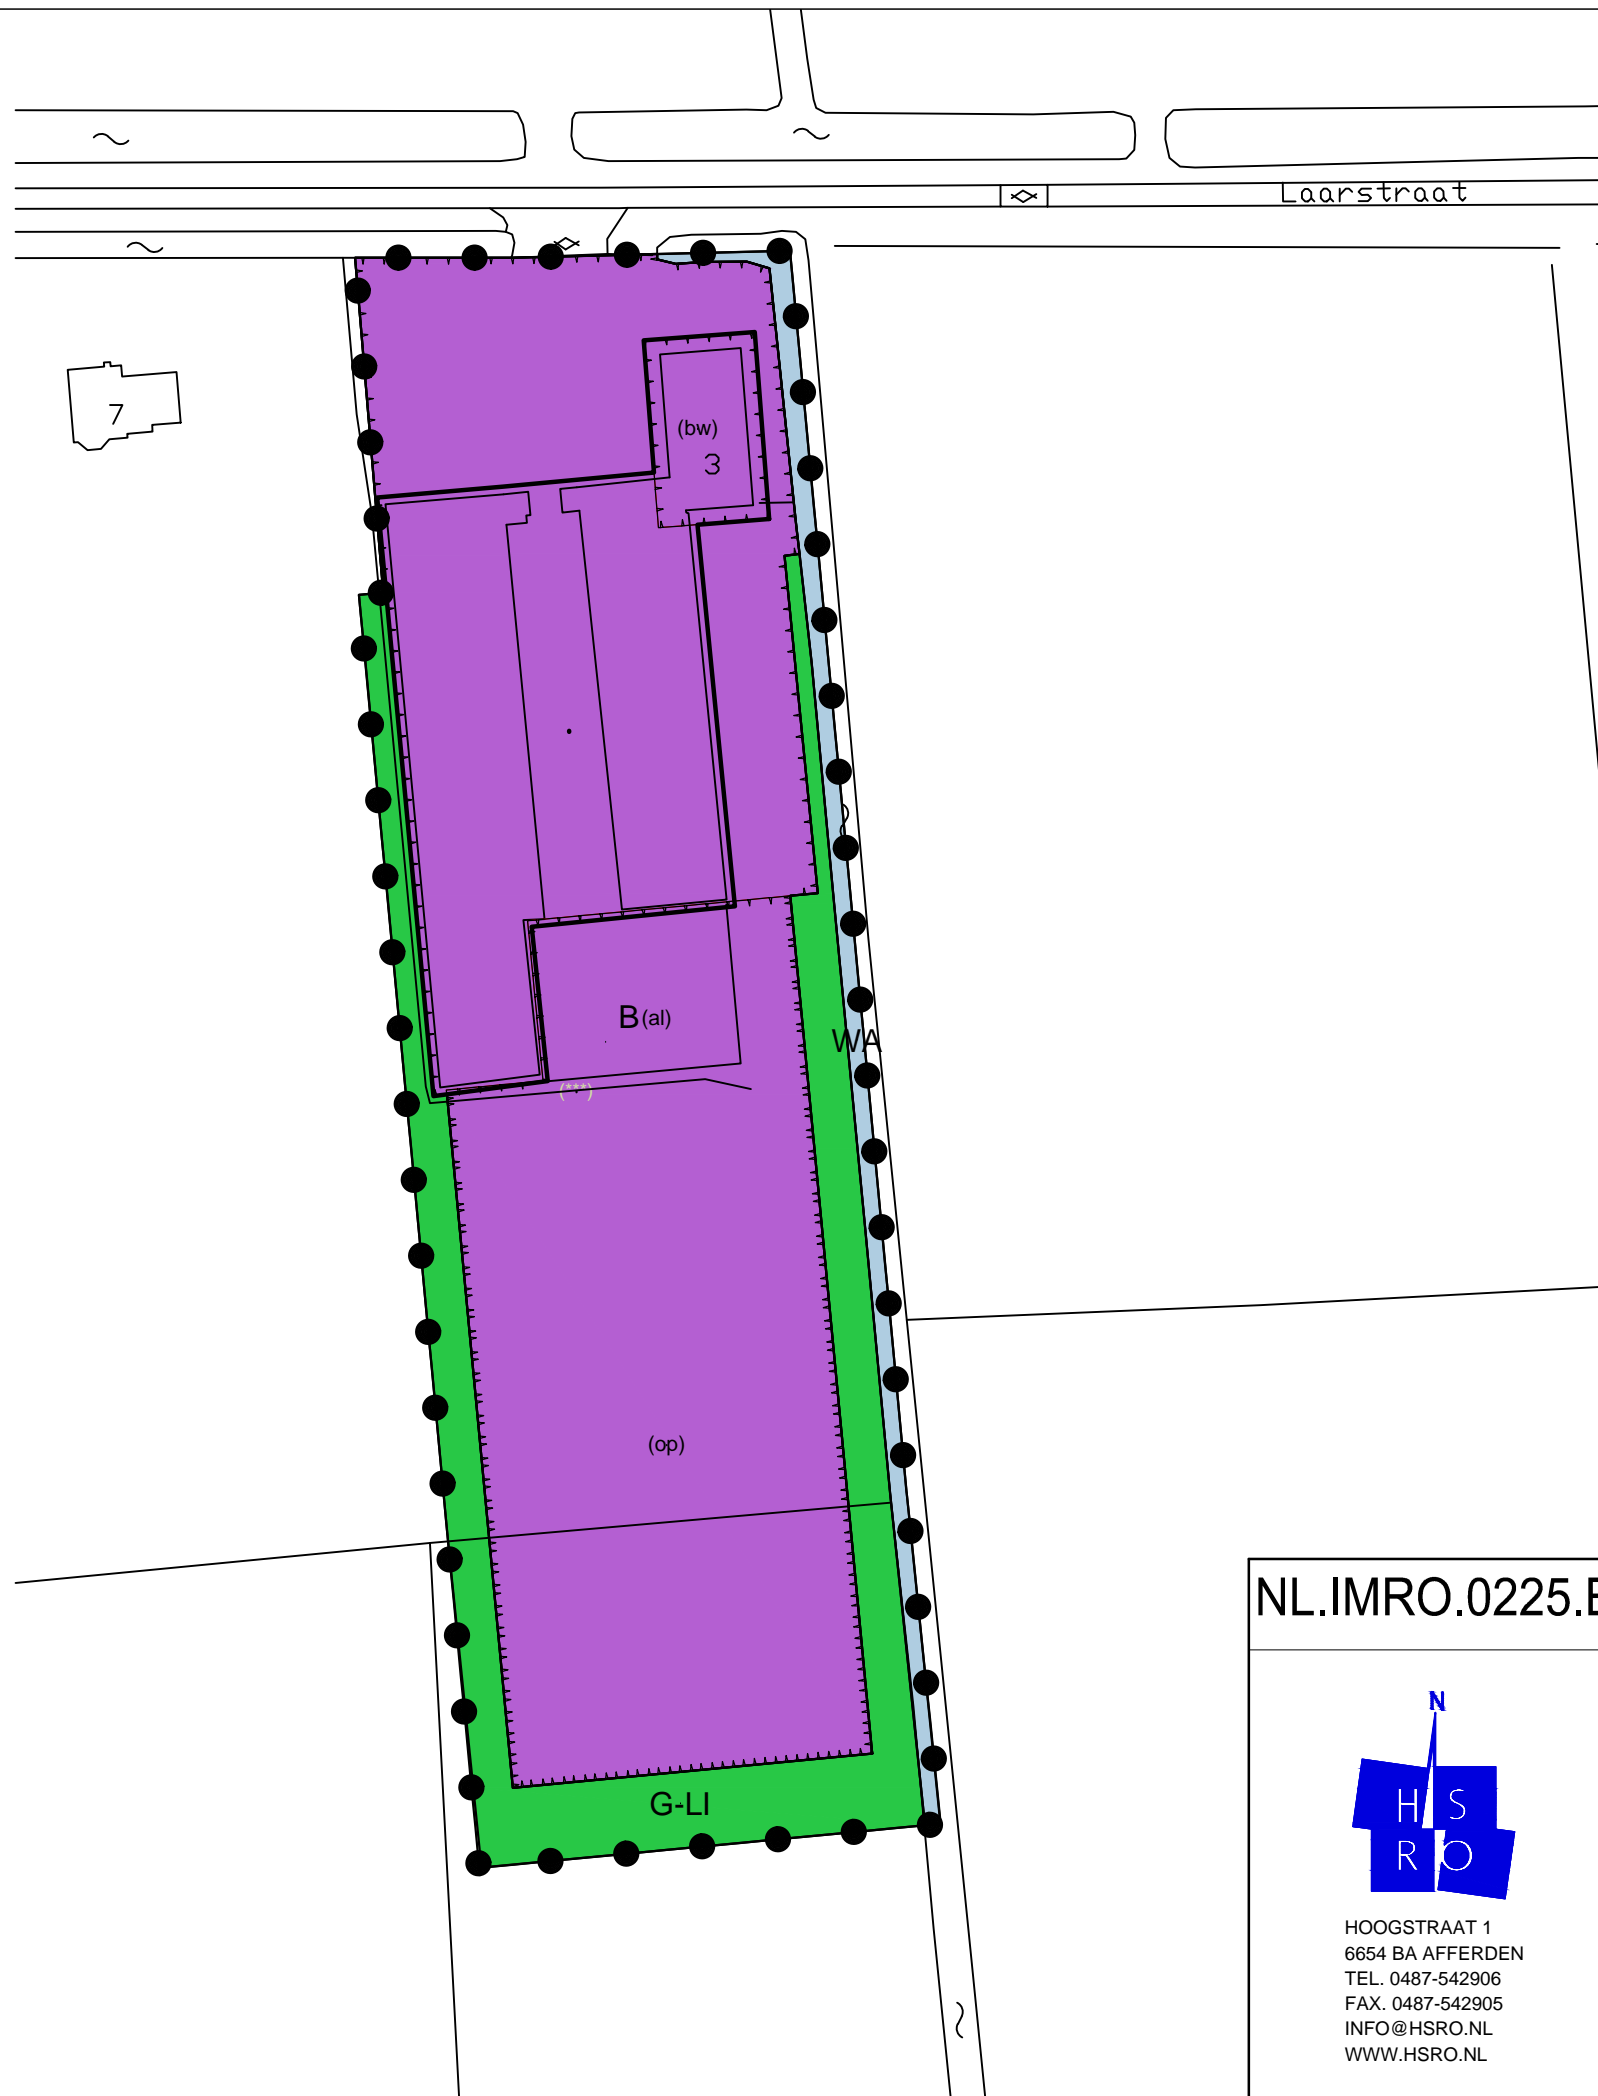 Laarstraat
7
(bw)
3
B(al)
WA
(***)
(op)
G-LI
NL.IMRO.0225.
N
H S
R O
HOOGSTRAAT 1
6654 BA AFFERDEN
TEL. 0487-542906
FAX. 0487-542905
INFO@HSRO.NL
WWW.HSRO.NL